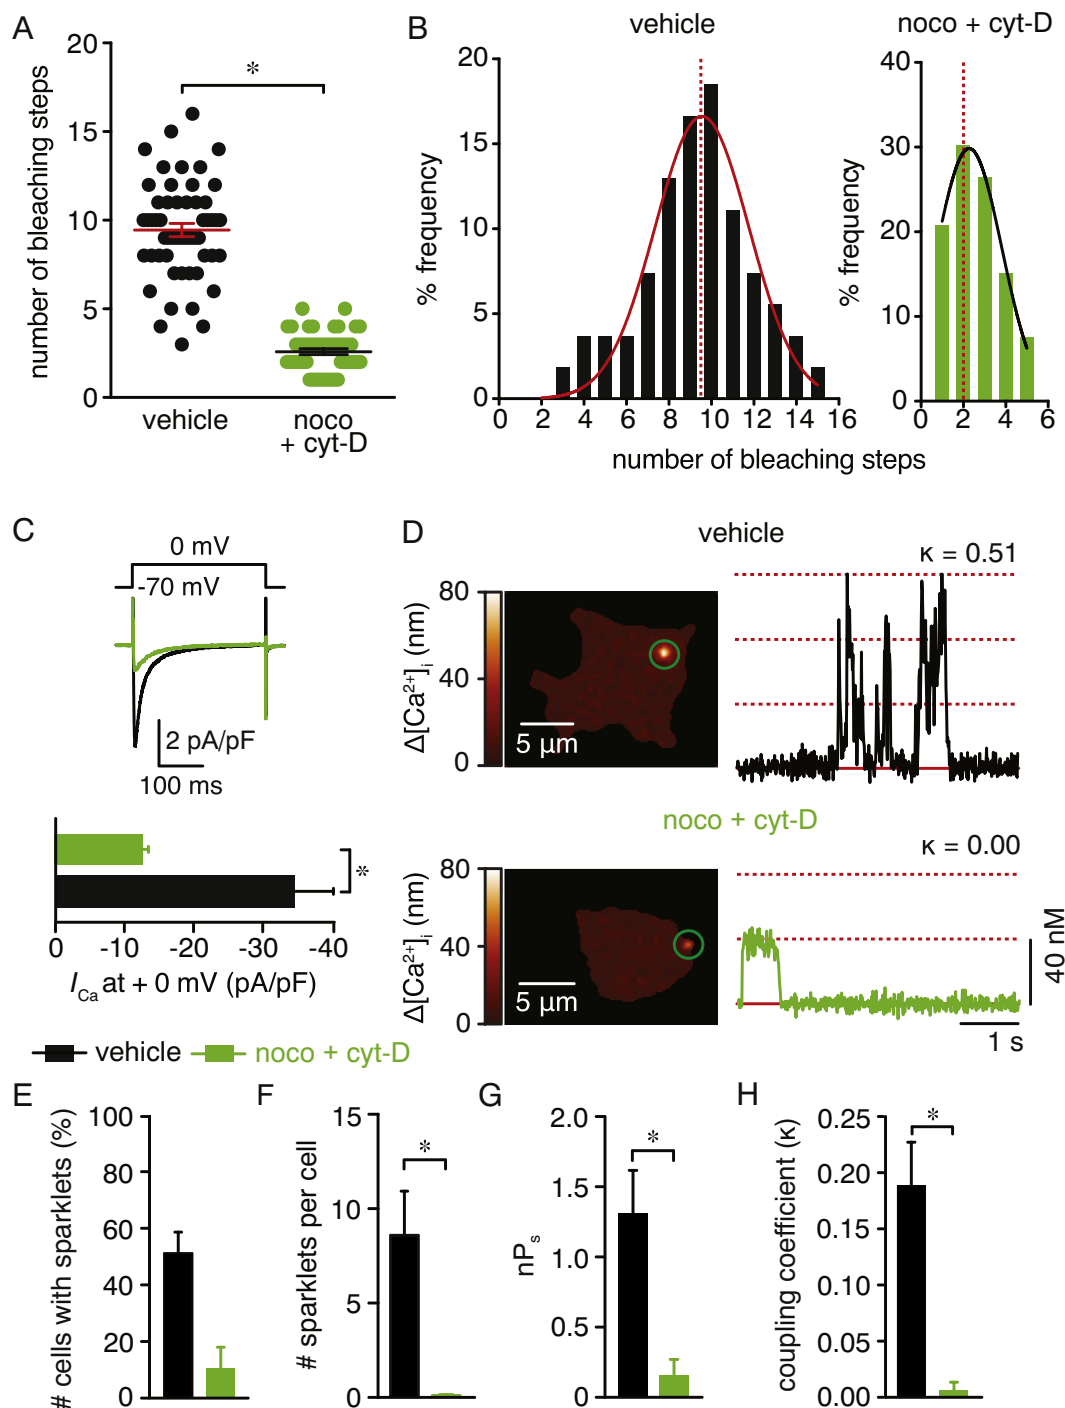 A
number of bleaching steps
20
15
10
5
0
*
vehicle
noco
+ cyt-D
B
vehicle
noco + cyt-D
% frequency
20
15
10
5
0
0 2 4 6 8 10 12 14 16
% frequency
40
30
20
10
0
0 2 4 6
number of bleaching steps
C
0 mV
-70 mV
2 pA/pF
100 ms
*
0 -10 -20 -30 -40
I_Ca at + 0 mV (pA/pF)
vehicle noco + cyt-D
D
vehicle
Δ[Ca²⁺]ᵢ (nm)
80
40
0
5 μm
κ = 0.51
noco + cyt-D
Δ[Ca²⁺]ᵢ (nm)
80
40
0
5 μm
κ = 0.00
40 nM
1 s
E
# cells with sparklets (%)
100
80
60
40
20
0
F
# sparklets per cell
15
10
5
0
*
G
nPₛ
2.0
1.5
1.0
0.5
0
*
H
coupling coefficient (κ)
0.25
0.20
0.15
0.10
0.05
0.00
*